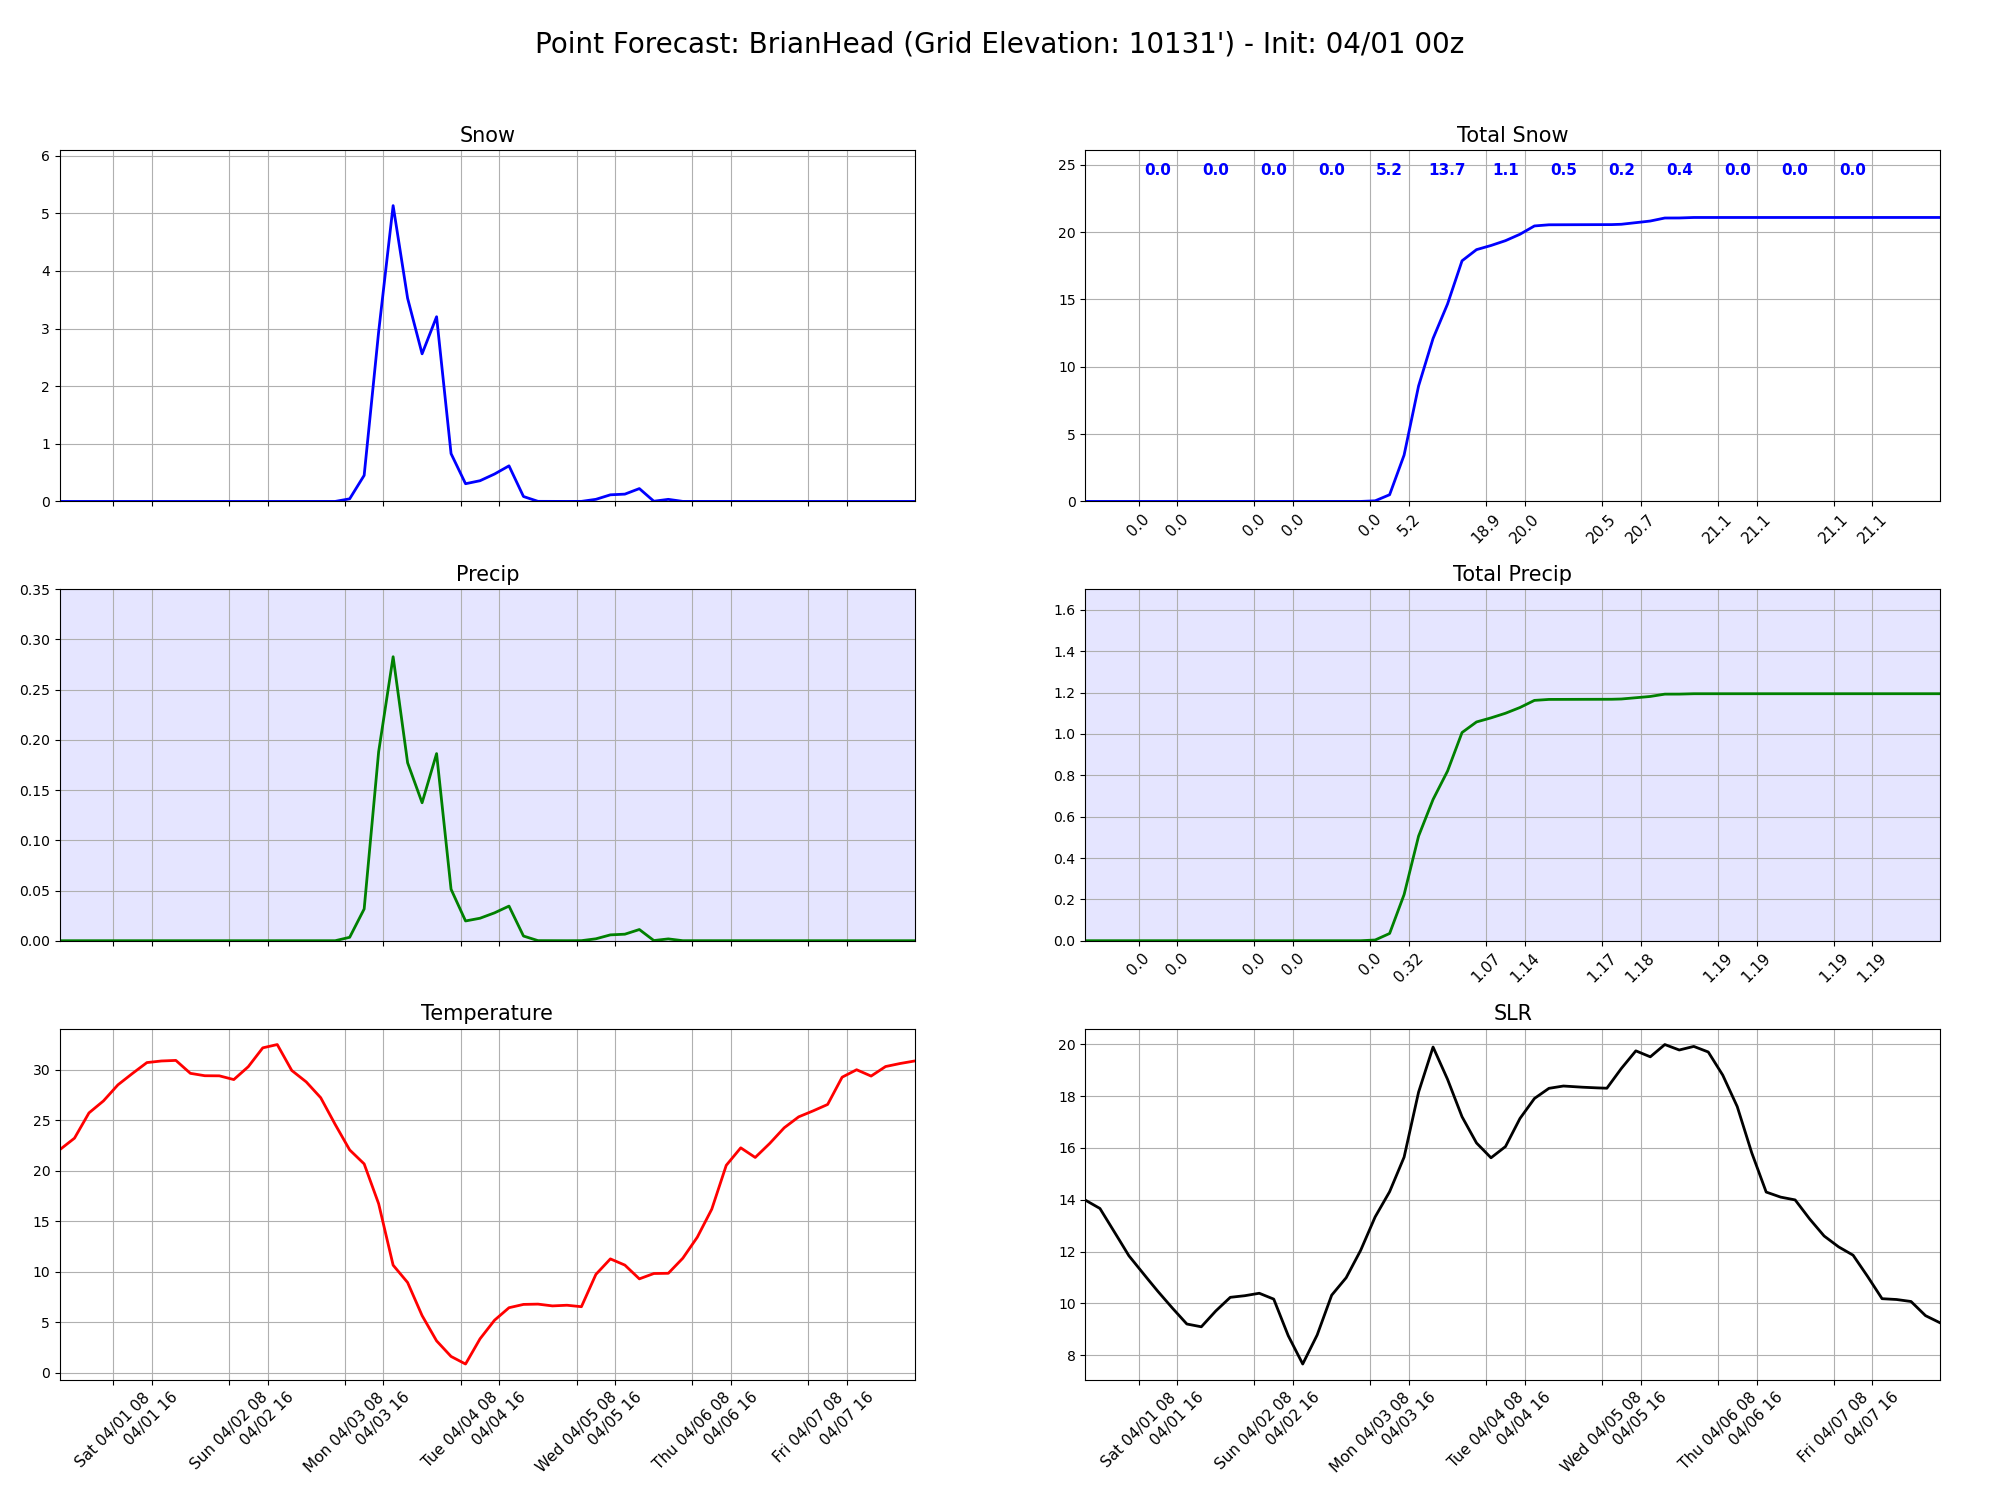 Point Forecast: BrianHead (Grid Elevation: 10131') - Init: 04/01 00z
Snow
6
5
4
3
2
1
0
Total Snow
0.0 0.0 0.0 0.0 5.2 13.7 1.1 0.5 0.2 0.4 0.0 0.0 0.0
25
20
15
10
5
0
0.0 0.0 0.0 0.0 0.0 5.2 18.9 20.0 20.5 20.7 21.1 21.1 21.1 21.1
Precip
0.35
0.30
0.25
0.20
0.15
0.10
0.05
0.00
Total Precip
1.6
1.4
1.2
1.0
0.8
0.6
0.4
0.2
0.0
0.0 0.0 0.0 0.0 0.0 0.32 1.07 1.14 1.17 1.18 1.19 1.19 1.19 1.19
Temperature
30
25
20
15
10
5
0
Sat 04/01 08
04/01 16
Sun 04/02 08
04/02 16
Mon 04/03 08
04/03 16
Tue 04/04 08
04/04 16
Wed 04/05 08
04/05 16
Thu 04/06 08
04/06 16
Fri 04/07 08
04/07 16
SLR
20
18
16
14
12
10
8
Sat 04/01 08
04/01 16
Sun 04/02 08
04/02 16
Mon 04/03 08
04/03 16
Tue 04/04 08
04/04 16
Wed 04/05 08
04/05 16
Thu 04/06 08
04/06 16
Fri 04/07 08
04/07 16